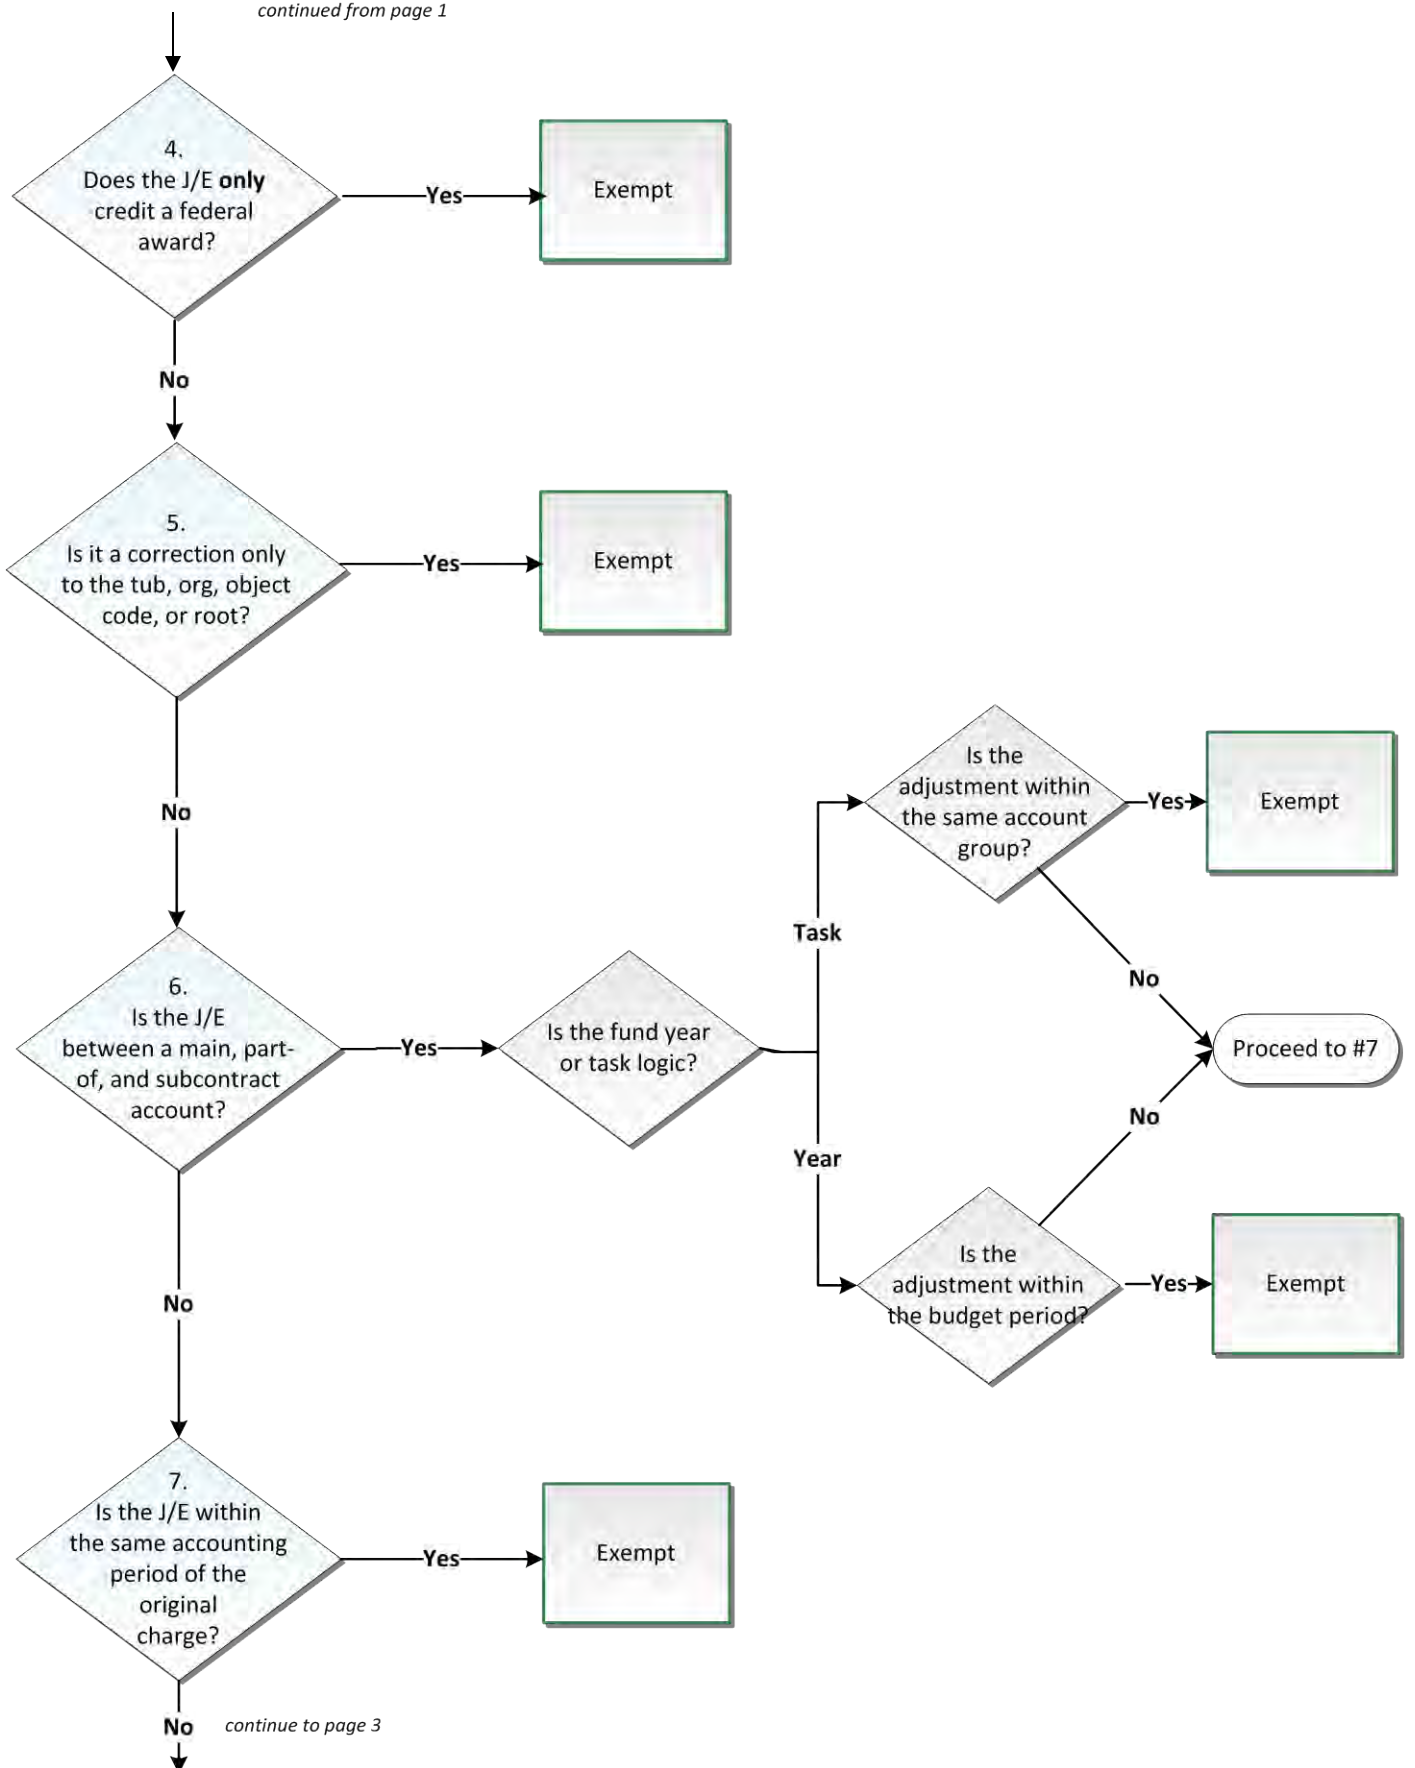 continued from page 1
4.
Does the J/E only
credit a federal
award?
Yes
Exempt
No
5.
Is it a correction only
to the tub, org, object
code, or root?
Yes
Exempt
No
6.
Is the J/E
between a main, part-
of, and subcontract
account?
Yes
Is the fund year
or task logic?
Task
Is the
adjustment within
the same account
group?
Yes
Exempt
No
Proceed to #7
No
Year
Is the
adjustment within
the budget period?
Yes
Exempt
No
7.
Is the J/E within
the same accounting
period of the
original
charge?
Yes
Exempt
No
continue to page 3